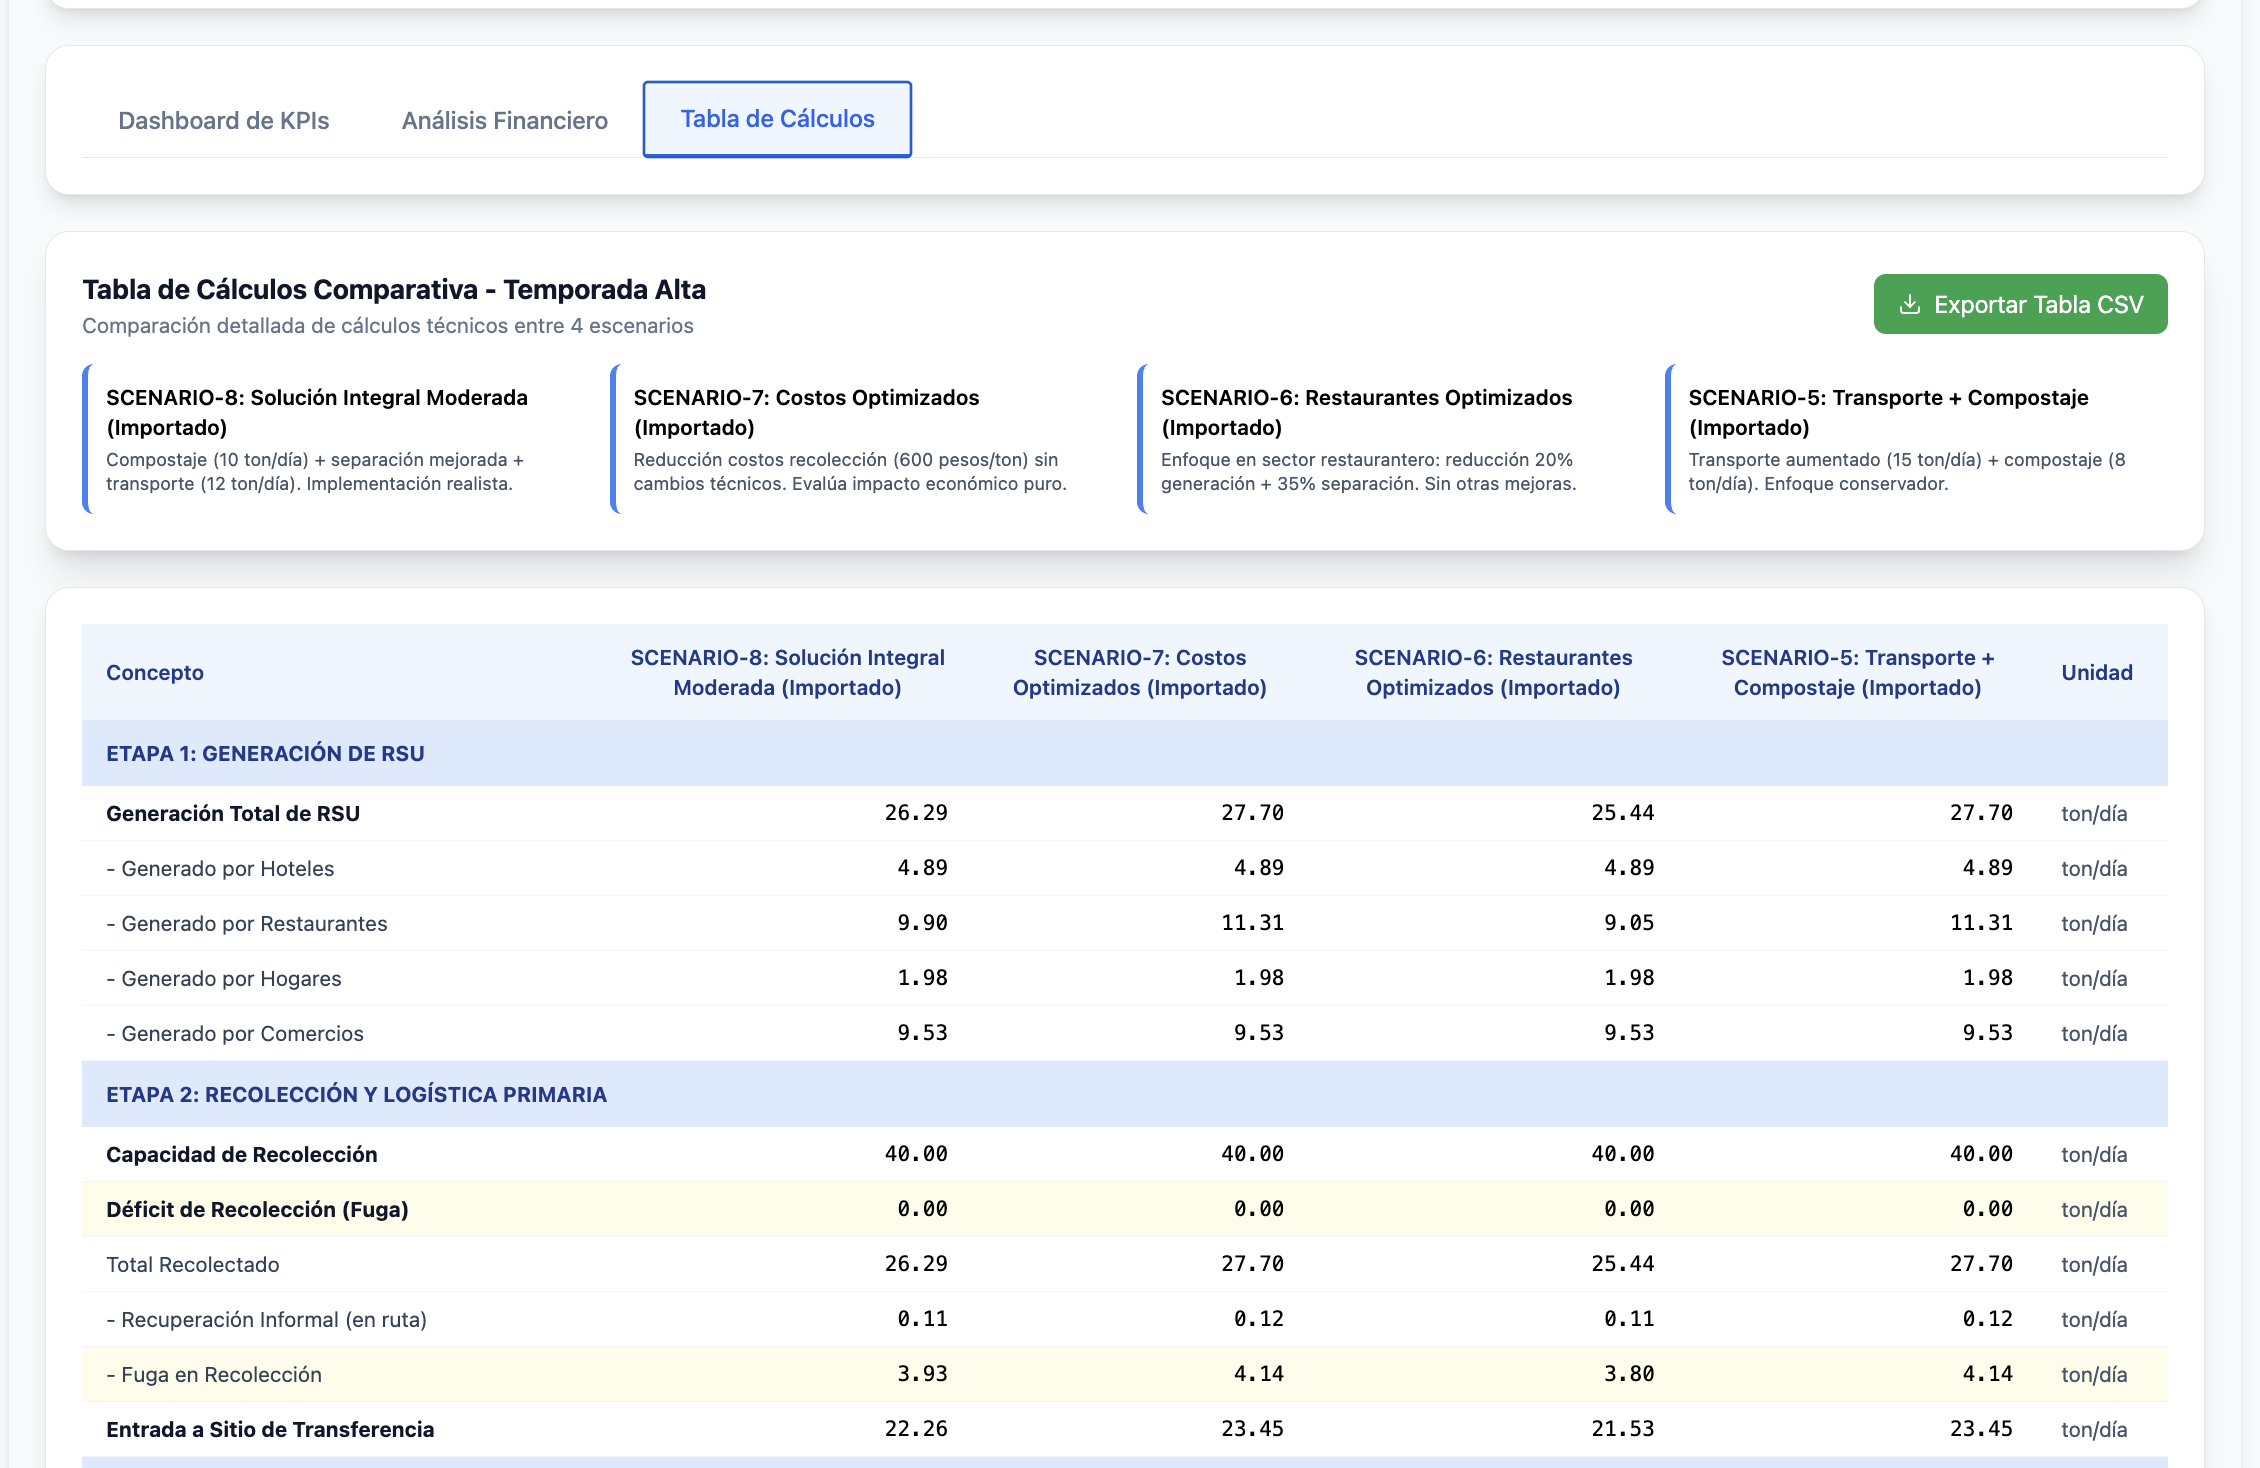 Dashboard de KPIs
Análisis Financiero
Tabla de Cálculos
Tabla de Cálculos Comparativa - Temporada Alta
Comparación detallada de cálculos técnicos entre 4 escenarios
Exportar Tabla CSV
SCENARIO-8: Solución Integral Moderada
(Importado)
Compostaje (10 ton/día) + separación mejorada +
transporte (12 ton/día). Implementación realista.
SCENARIO-7: Costos Optimizados
(Importado)
Reducción costos recolección (600 pesos/ton) sin
cambios técnicos. Evalúa impacto económico puro.
SCENARIO-6: Restaurantes Optimizados
(Importado)
Enfoque en sector restaurantero: reducción 20%
generación + 35% separación. Sin otras mejoras.
SCENARIO-5: Transporte + Compostaje
(Importado)
Transporte aumentado (15 ton/día) + compostaje (8
ton/día). Enfoque conservador.
Concepto
SCENARIO-8: Solución Integral
Moderada (Importado)
SCENARIO-7: Costos
Optimizados (Importado)
SCENARIO-6: Restaurantes
Optimizados (Importado)
SCENARIO-5: Transporte +
Compostaje (Importado)
Unidad
ETAPA 1: GENERACIÓN DE RSU
Generación Total de RSU 26.29 27.70 25.44 27.70 ton/día
- Generado por Hoteles 4.89 4.89 4.89 4.89 ton/día
- Generado por Restaurantes 9.90 11.31 9.05 11.31 ton/día
- Generado por Hogares 1.98 1.98 1.98 1.98 ton/día
- Generado por Comercios 9.53 9.53 9.53 9.53 ton/día
ETAPA 2: RECOLECCIÓN Y LOGÍSTICA PRIMARIA
Capacidad de Recolección 40.00 40.00 40.00 40.00 ton/día
Déficit de Recolección (Fuga) 0.00 0.00 0.00 0.00 ton/día
Total Recolectado 26.29 27.70 25.44 27.70 ton/día
- Recuperación Informal (en ruta) 0.11 0.12 0.11 0.12 ton/día
- Fuga en Recolección 3.93 4.14 3.80 4.14 ton/día
Entrada a Sitio de Transferencia 22.26 23.45 21.53 23.45 ton/día